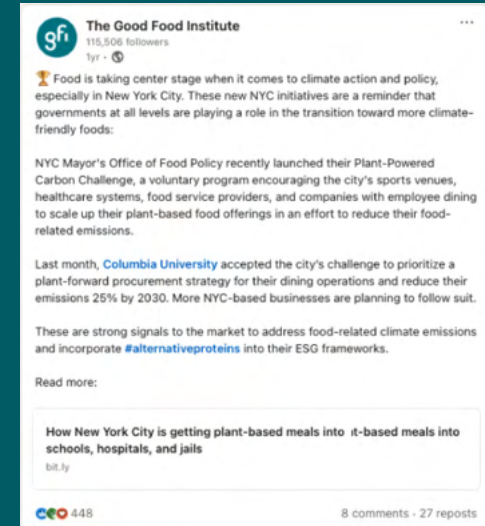 gfi
The Good Food Institute
115,506 followers
1yr •
🏆 Food is taking center stage when it comes to climate action and policy,
especially in New York City. These new NYC initiatives are a reminder that
governments at all levels are playing a role in the transition toward more climate-
friendly foods:
NYC Mayor's Office of Food Policy recently launched their Plant-Powered
Carbon Challenge, a voluntary program encouraging the city's sports venues,
healthcare systems, food service providers, and companies with employee dining
to scale up their plant-based food offerings in an effort to reduce their food-
related emissions.
Last month, Columbia University accepted the city's challenge to prioritize a
plant-forward procurement strategy for their dining operations and reduce their
emissions 25% by 2030. More NYC-based businesses are planning to follow suit.
These are strong signals to the market to address food-related climate emissions
and incorporate #alternativeproteins into their ESG frameworks.
Read more:
How New York City is getting plant-based meals into it-based meals into
schools, hospitals, and jails
bit.ly
448
8 comments • 27 reposts